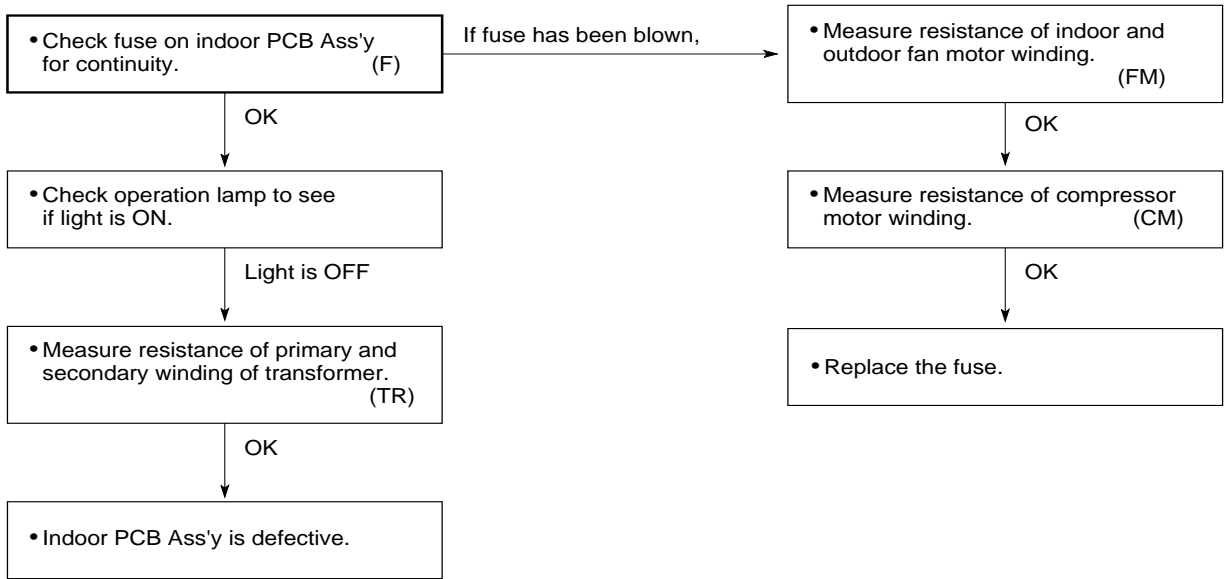 • Check fuse on indoor PCB Ass'y
for continuity. (F)
OK
• Check operation lamp to see
if light is ON.
Light is OFF
• Measure resistance of primary and
secondary winding of transformer.
(TR)
OK
• Indoor PCB Ass'y is defective.
If fuse has been blown,
• Measure resistance of indoor and
outdoor fan motor winding.
(FM)
OK
• Measure resistance of compressor
motor winding. (CM)
OK
• Replace the fuse.